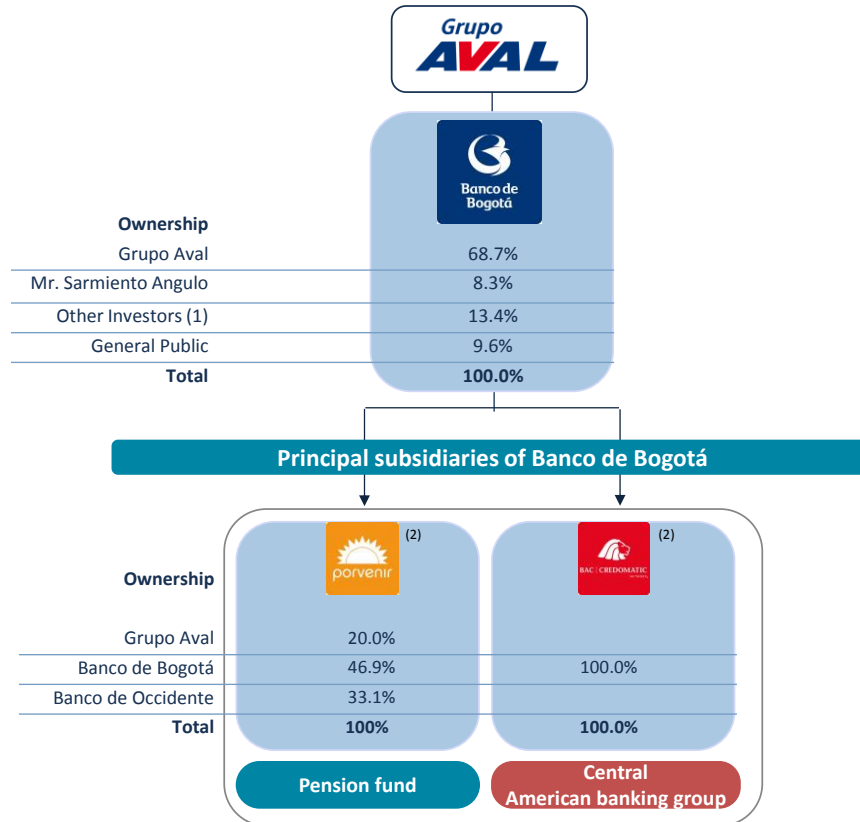 Grupo
AVAL
Banco de
Bogotá
Ownership
Grupo Aval 68.7%
Mr. Sarmiento Angulo 8.3%
Other Investors (1) 13.4%
General Public 9.6%
Total 100.0%
Principal subsidiaries of Banco de Bogotá
porvenir (2)
BAC | CREDOMATIC (2)
Ownership
Grupo Aval 20.0%
Banco de Bogotá 46.9% 100.0%
Banco de Occidente 33.1%
Total 100% 100.0%
Pension fund
Central
American banking group